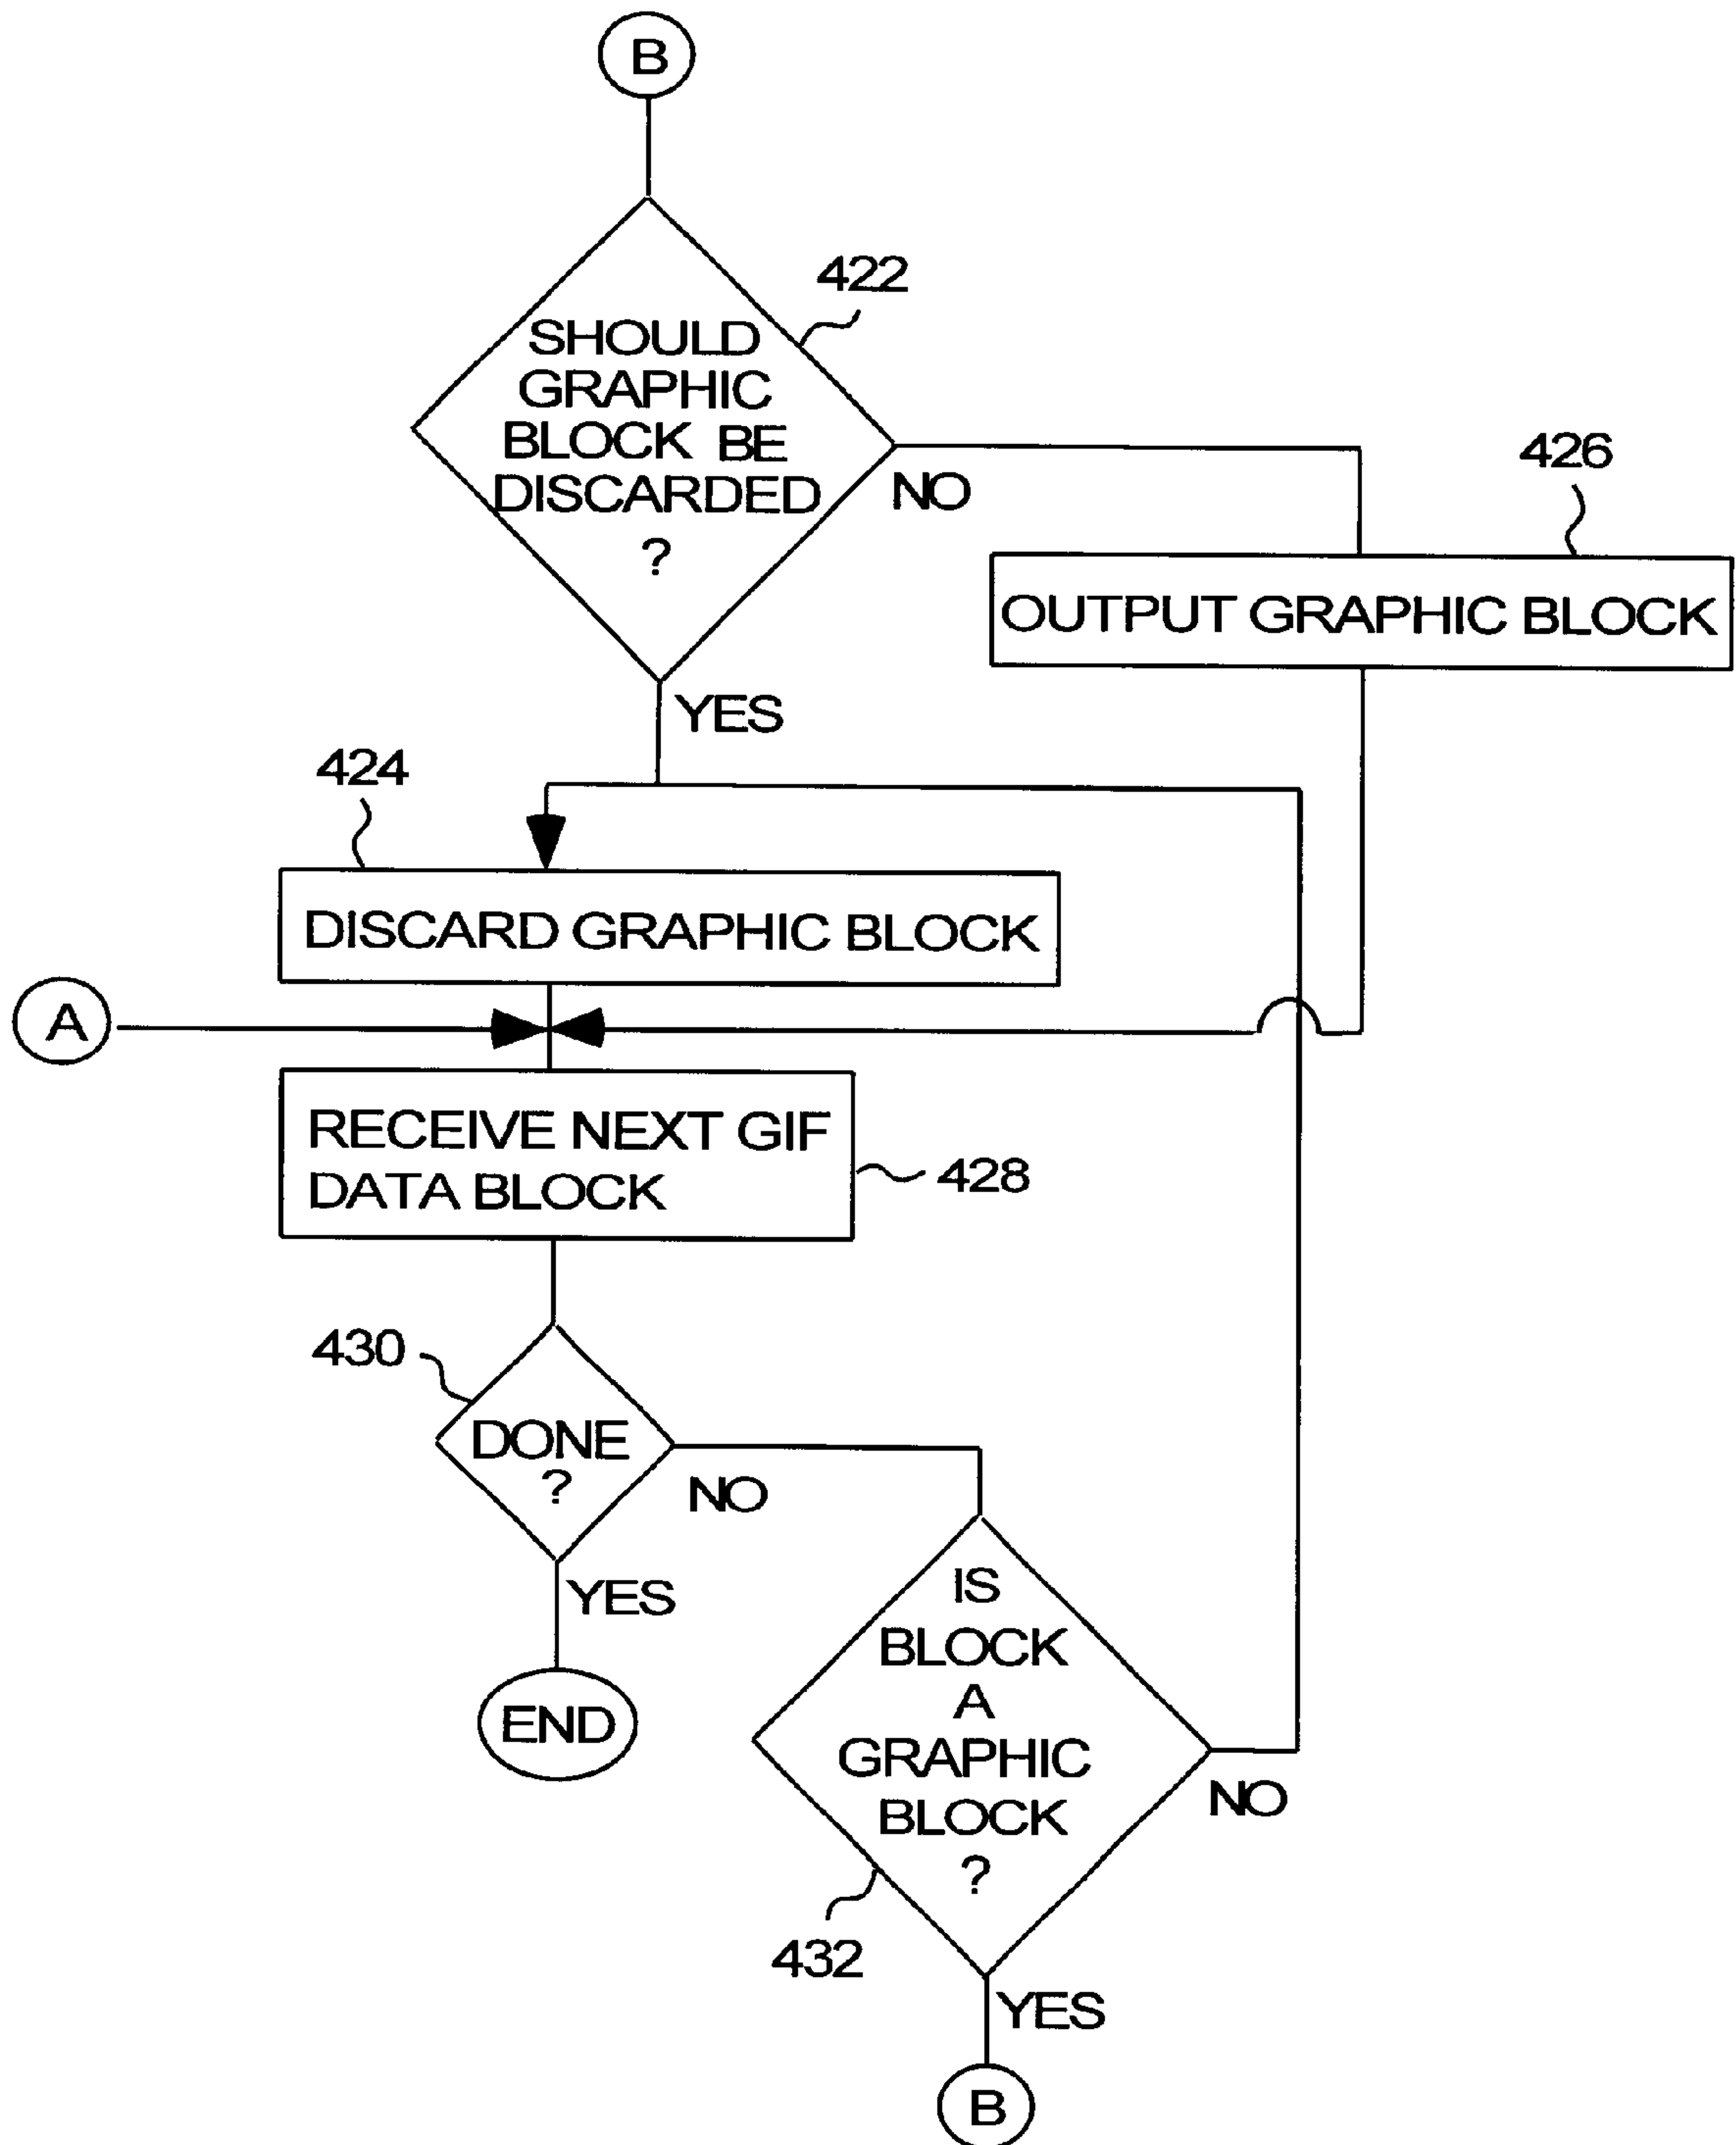 B
422
SHOULD
GRAPHIC
BLOCK BE
DISCARDED
?
NO
426
OUTPUT GRAPHIC BLOCK
YES
424
DISCARD GRAPHIC BLOCK
A
RECEIVE NEXT GIF
DATA BLOCK
428
430
DONE
?
NO
YES
END
IS
BLOCK
A
GRAPHIC
BLOCK
?
NO
432
YES
B